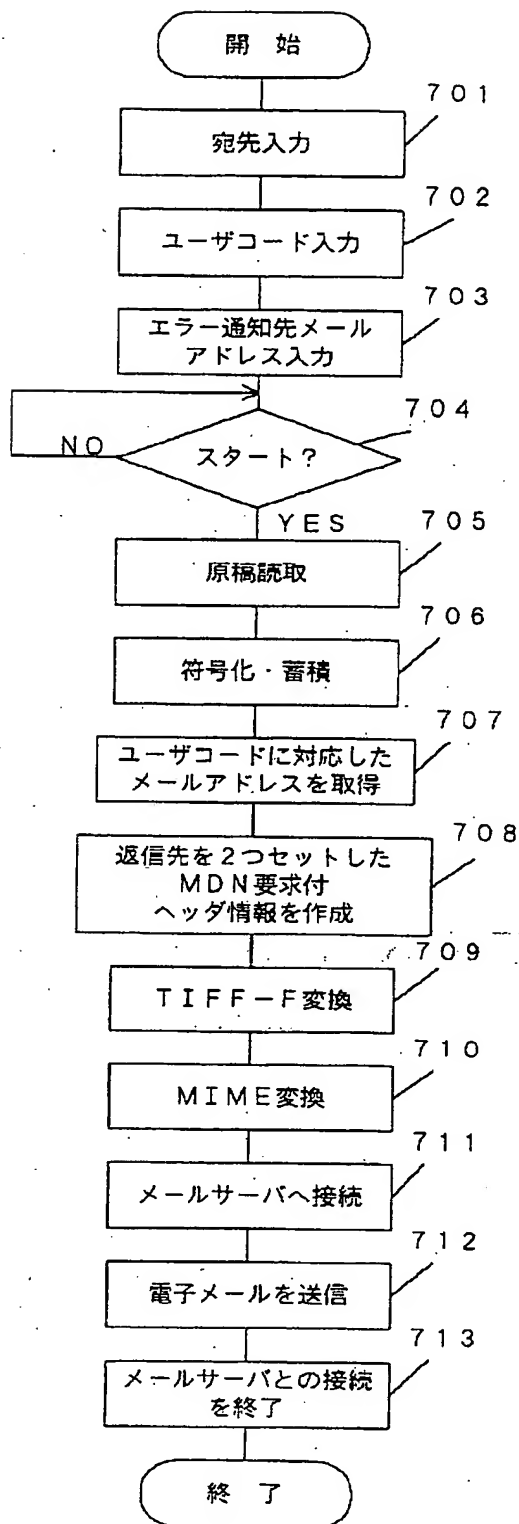 開 始
701
宛先入力
702
ユーザコード入力
703
エラー通知先メール
アドレス入力
704
NO
スタート?
YES
705
原稿読取
706
符号化・蓄積
707
ユーザコードに対応した
メールアドレスを取得
708
返信先を2つセットした
MDN要求付
ヘッダ情報を作成
709
TIFF-F変換
710
MIME変換
711
メールサーバへ接続
712
電子メールを送信
713
メールサーバとの接続
を終了
終 了